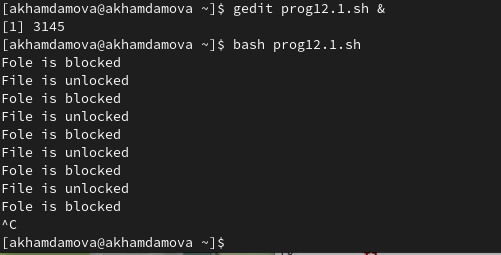 [akhamdamova@akhamdamova ~]$ gedit prog12.1.sh &
[1] 3145
[akhamdamova@akhamdamova ~]$ bash prog12.1.sh
Fole is blocked
File is unlocked
Fole is blocked
File is unlocked
Fole is blocked
File is unlocked
Fole is blocked
File is unlocked
Fole is blocked
^C
[akhamdamova@akhamdamova ~]$